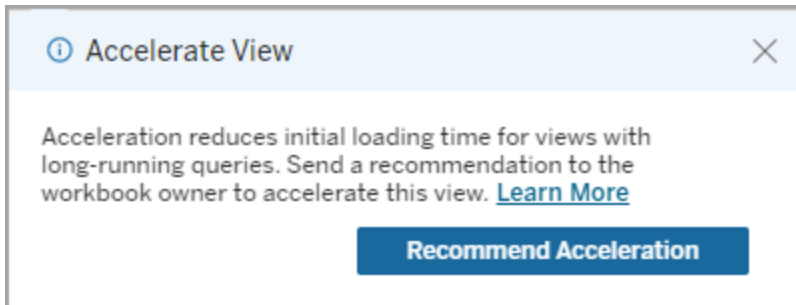 Accelerate View
Acceleration reduces initial loading time for views with
long-running queries. Send a recommendation to the
workbook owner to accelerate this view. Learn More
Recommend Acceleration